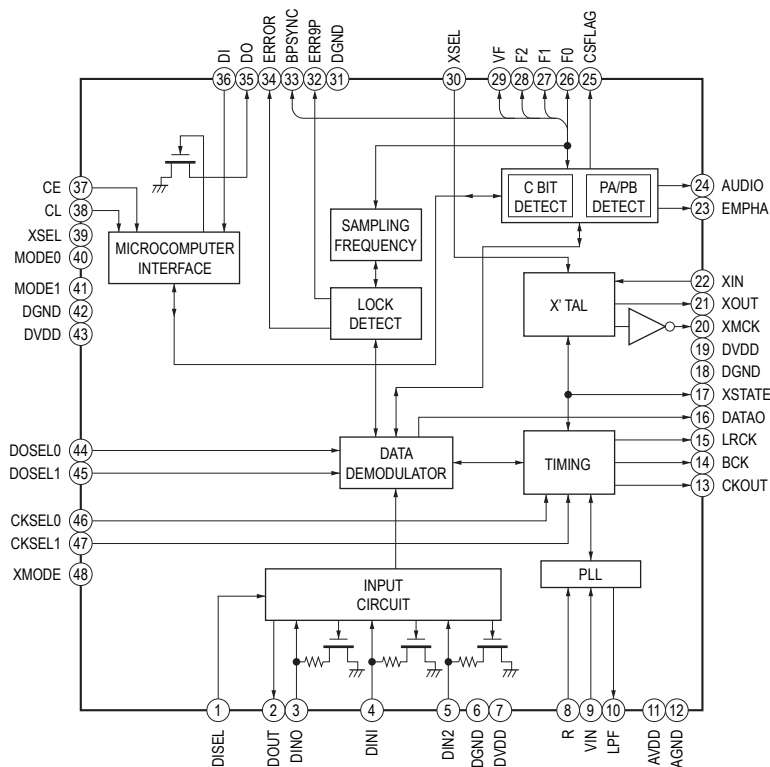 DI
DO
ERROR
BPSYNC
ERR9P
DGND
XSEL
VF
F2
F1
F0
CSFLAG
36
35
34
33
32
31
30
29
28
27
26
25
CE
37
CL
38
XSEL
39
MODE0
40
MODE1
41
DGND
42
DVDD
43
DOSEL0
44
DOSEL1
45
CKSEL0
46
CKSEL1
47
XMODE
48
MICROCOMPUTER
INTERFACE
SAMPLING
FREQUENCY
LOCK
DETECT
C BIT
DETECT
PA/PB
DETECT
X' TAL
DATA
DEMODULATOR
TIMING
INPUT
CIRCUIT
PLL
24 AUDIO
23 EMPHA
22 XIN
21 XOUT
20 XMCK
19 DVDD
18 DGND
17 XSTATE
16 DATAO
15 LRCK
14 BCK
13 CKOUT
1
2
3
4
5
6
7
8
9
10
11
12
DISEL
DOUT
DINO
DINI
DIN2
DGND
DVDD
R
VIN
LPF
AVDD
AGND